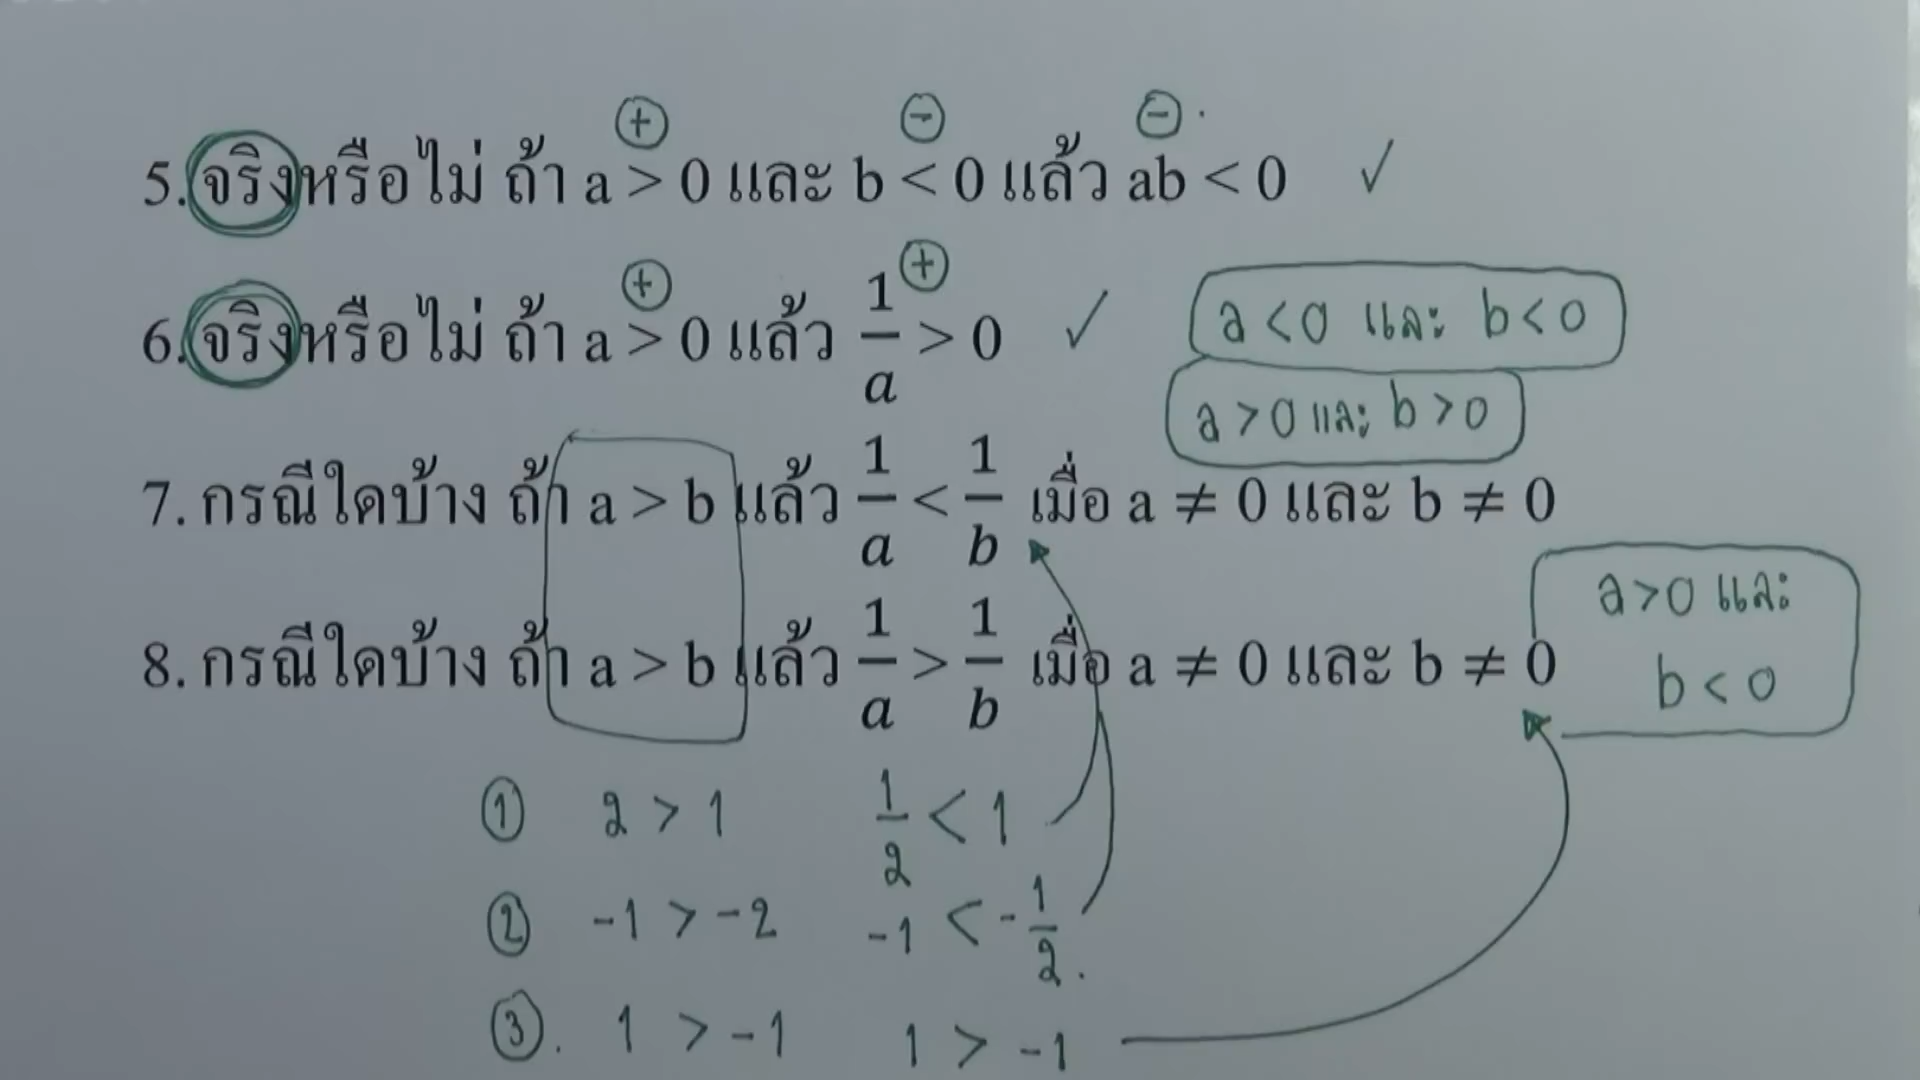 + - -
5. จริงหรือไม่ ถ้า a > 0 และ b < 0 แล้ว ab < 0 ✓
+ +
6. จริงหรือไม่ ถ้า a > 0 แล้ว 1/a > 0 ✓
a < 0 และ b < 0
a > 0 และ b > 0
7. กรณีใดบ้าง ถ้า a > b แล้ว 1/a < 1/b เมื่อ a ≠ 0 และ b ≠ 0
8. กรณีใดบ้าง ถ้า a > b แล้ว 1/a > 1/b เมื่อ a ≠ 0 และ b ≠ 0
a > 0 และ
b < 0
① 2 > 1 1/2 < 1
② -1 > -2 -1 < -1/2.
③. 1 > -1 1 > -1